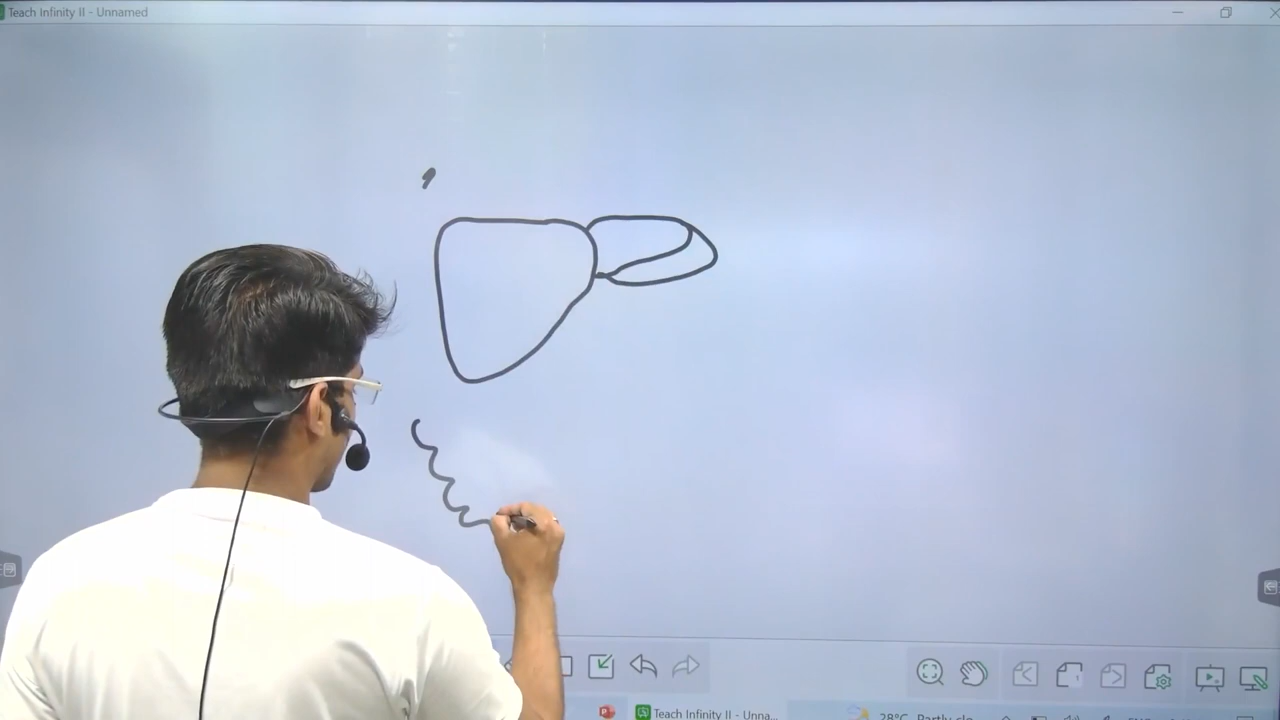 Teach Infinity II - Unnamed
Teach Infinity II - Unna...
28°C Partly clo...